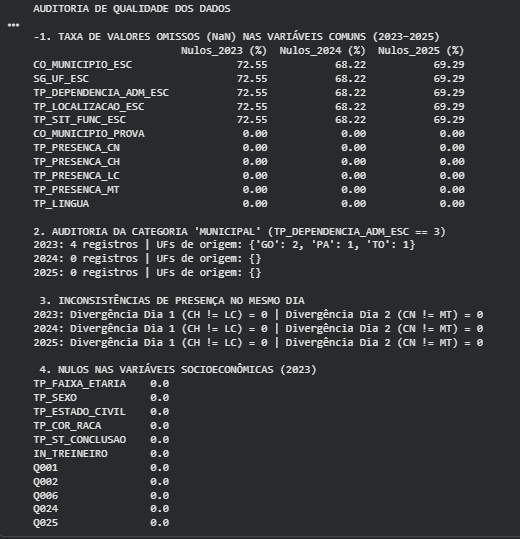 AUDITORIA DE QUALIDADE DOS DADOS
-1. TAXA DE VALORES OMISSOS (NaN) NAS VARIÁVEIS COMUNS (2023-2025)
Nulos_2023 (%) Nulos_2024 (%) Nulos_2025 (%)
CO_MUNICIPIO_ESC 72.55 68.22 69.29
SG_UF_ESC 72.55 68.22 69.29
TP_DEPENDENCIA_ADM_ESC 72.55 68.22 69.29
TP_LOCALIZACAO_ESC 72.55 68.22 69.29
TP_SIT_FUNC_ESC 72.55 68.22 69.29
CO_MUNICIPIO_PROVA 0.00 0.00 0.00
TP_PRESENCA_CN 0.00 0.00 0.00
TP_PRESENCA_CH 0.00 0.00 0.00
TP_PRESENCA_LC 0.00 0.00 0.00
TP_PRESENCA_MT 0.00 0.00 0.00
TP_LINGUA 0.00 0.00 0.00
2. AUDITORIA DA CATEGORIA 'MUNICIPAL' (TP_DEPENDENCIA_ADM_ESC == 3)
2023: 4 registros | UFs de origem: {'GO': 2, 'PA': 1, 'TO': 1}
2024: 0 registros | UFs de origem: {}
2025: 0 registros | UFs de origem: {}
3. INCONSISTÊNCIAS DE PRESENÇA NO MESMO DIA
2023: Divergência Dia 1 (CH != LC) = 0 | Divergência Dia 2 (CN != MT) = 0
2024: Divergência Dia 1 (CH != LC) = 0 | Divergência Dia 2 (CN != MT) = 0
2025: Divergência Dia 1 (CH != LC) = 0 | Divergência Dia 2 (CN != MT) = 0
4. NULOS NAS VARIÁVEIS SOCIOECONÔMICAS (2023)
TP_FAIXA_ETARIA 0.0
TP_SEXO 0.0
TP_ESTADO_CIVIL 0.0
TP_COR_RACA 0.0
TP_ST_CONCLUSAO 0.0
IN_TREINEIRO 0.0
Q001 0.0
Q002 0.0
Q006 0.0
Q024 0.0
Q025 0.0